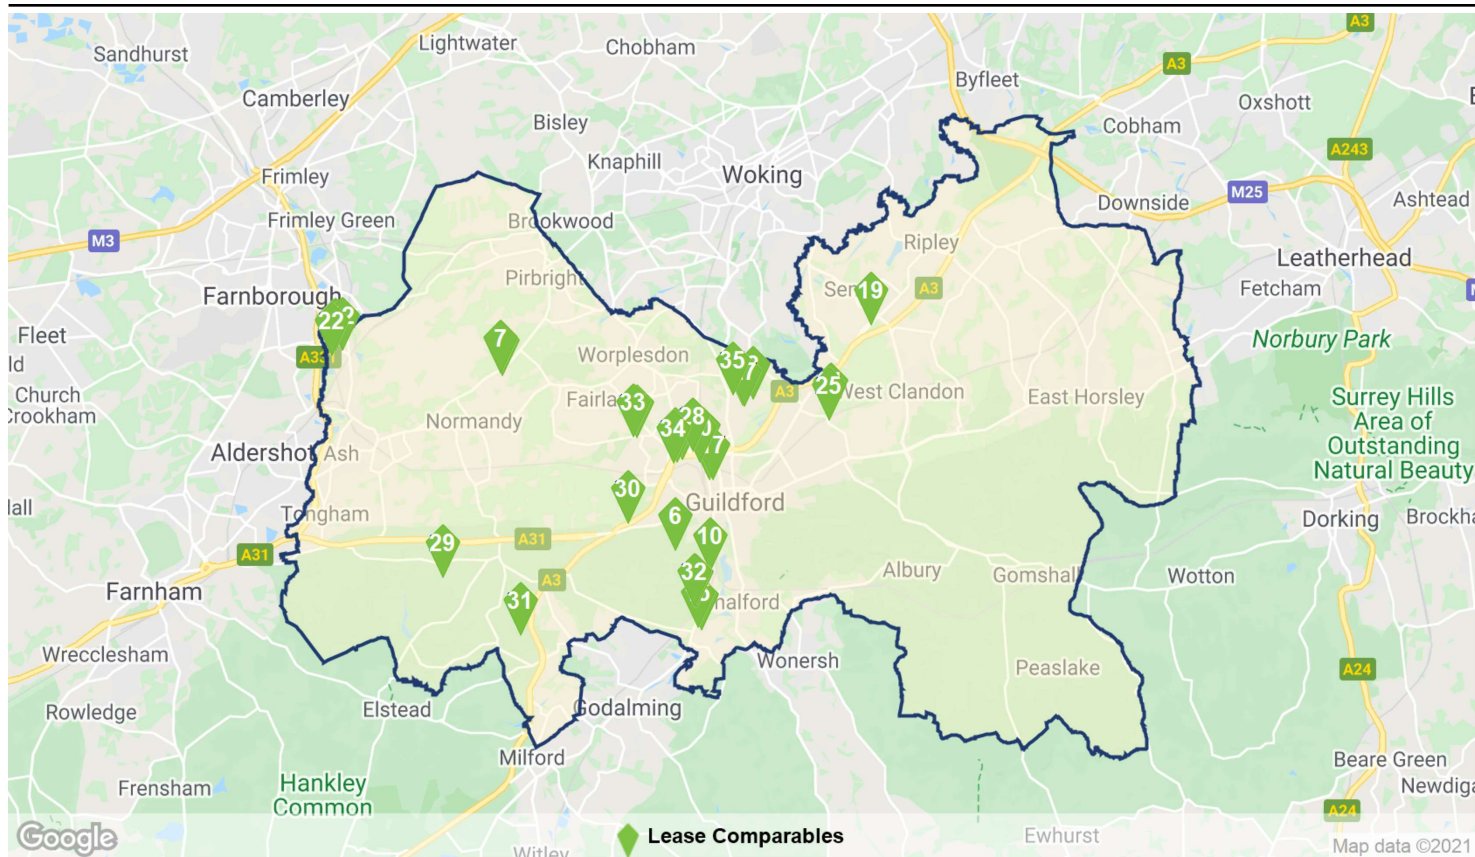 A3
Lightwater
Chobham
Sandhurst
A3
Byfleet
Camberley
Oxshott
Bisley
Cobham
A243
Knaphill
Woking
Frimley
M25
Ashtead
Downside
Frimley Green
Brookwood
M3
Ripley
Leatherhead
Pirbright
Farnborough
19
A3
Fetcham
22
Fleet
7
Norbury Park
A331
Worplesdon
35
A3
25
West Clandon
Church
Crookham
33
East Horsley
Surrey Hills
Area of
Outstanding
Natural Beauty
Normandy
34
28
Aldershot
Ash
30
Guildford
Tongham
6
Dorking
29
A31
10
A31
A3
32
Albury
Gomshall
Wotton
Farnham
31
Wrecclesham
Wonersh
Peaslake
A24
Rowledge
Elstead
Godalming
Milford
Beare Green
Frensham
Hankley
Common
A24
Google
Lease Comparables
Ewhurst
Map data ©2021
Witley